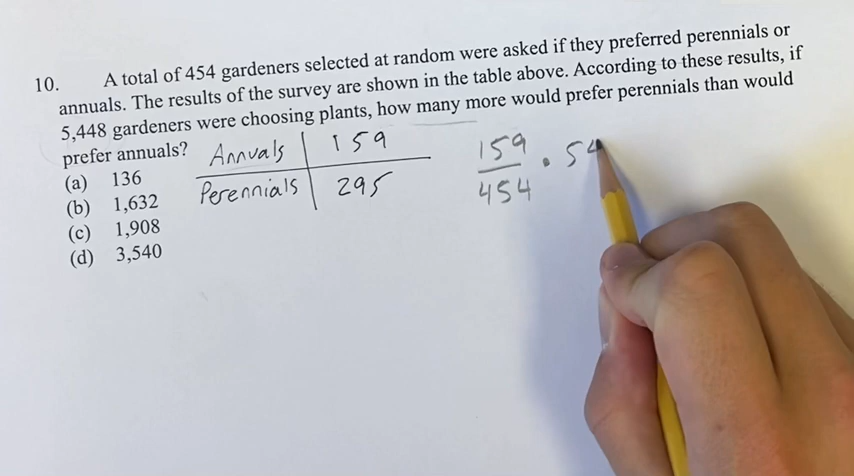 10. A total of 454 gardeners selected at random were asked if they preferred perennials or
annuals. The results of the survey are shown in the table above. According to these results, if
5,448 gardeners were choosing plants, how many more would prefer perennials than would
prefer annuals?
Annuals 159
Perennials 295
159
454 · 54
(a) 136
(b) 1,632
(c) 1,908
(d) 3,540